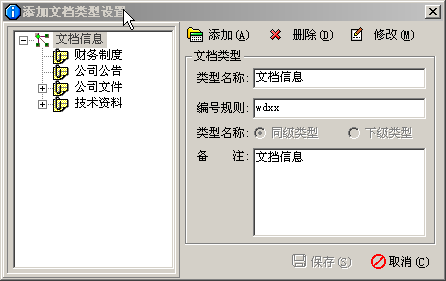 添加文档类型设置
文档信息
财务制度
公司公告
公司文件
技术资料
添加(A) 删除(D) 修改(M)
文档类型
类型名称: 文档信息
编号规则: wdxx
类型名称: 同级类型 下级类型
备 注: 文档信息
保存(S) 取消(C)